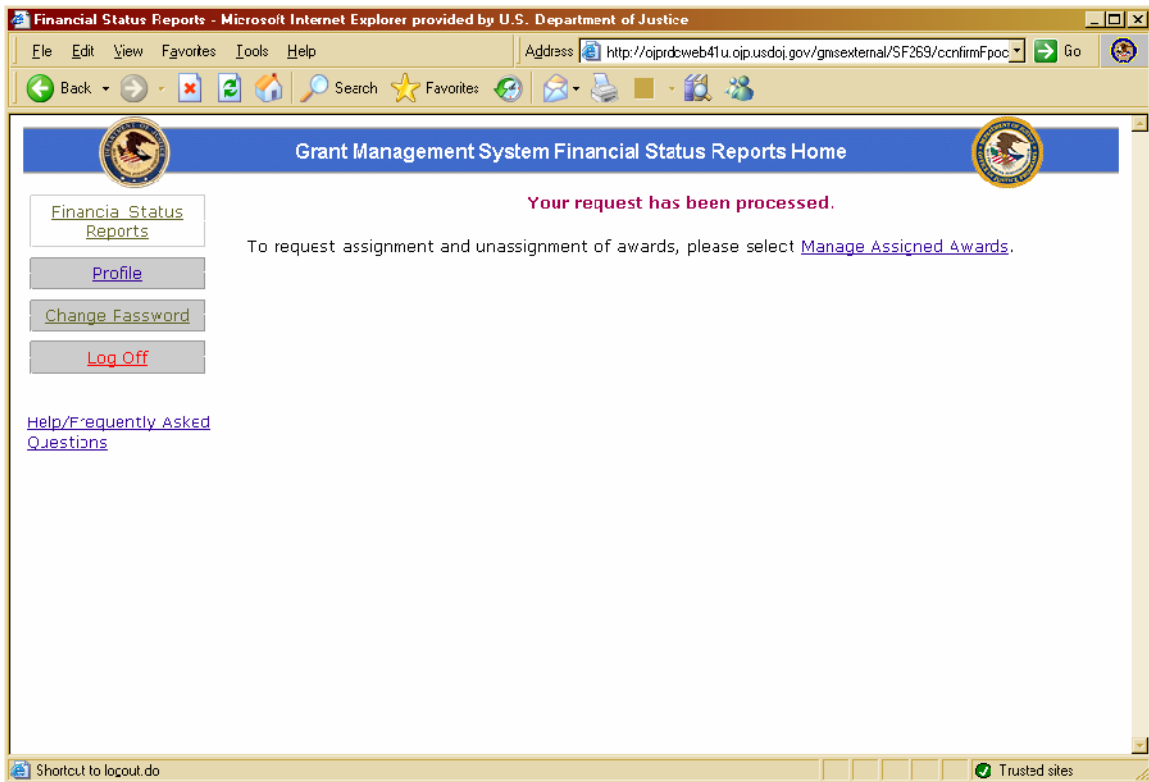 Financial Status Reports - Microsoft Internet Explorer provided by U.S. Department of Justice
File Edit View Favorites Tools Help Address http://ojprdcweb41u.ojp.usdoj.gov/gmsexternal/SF269/confirmFpoc Go
Back Search Favorites
Grant Management System Financial Status Reports Home
Your request has been processed.
Financial Status
Reports
To request assignment and unassignment of awards, please select Manage Assigned Awards.
Profile
Change Password
Log Off
Help/Frequently Asked
Questions
Shortcut to logout.do Trusted sites